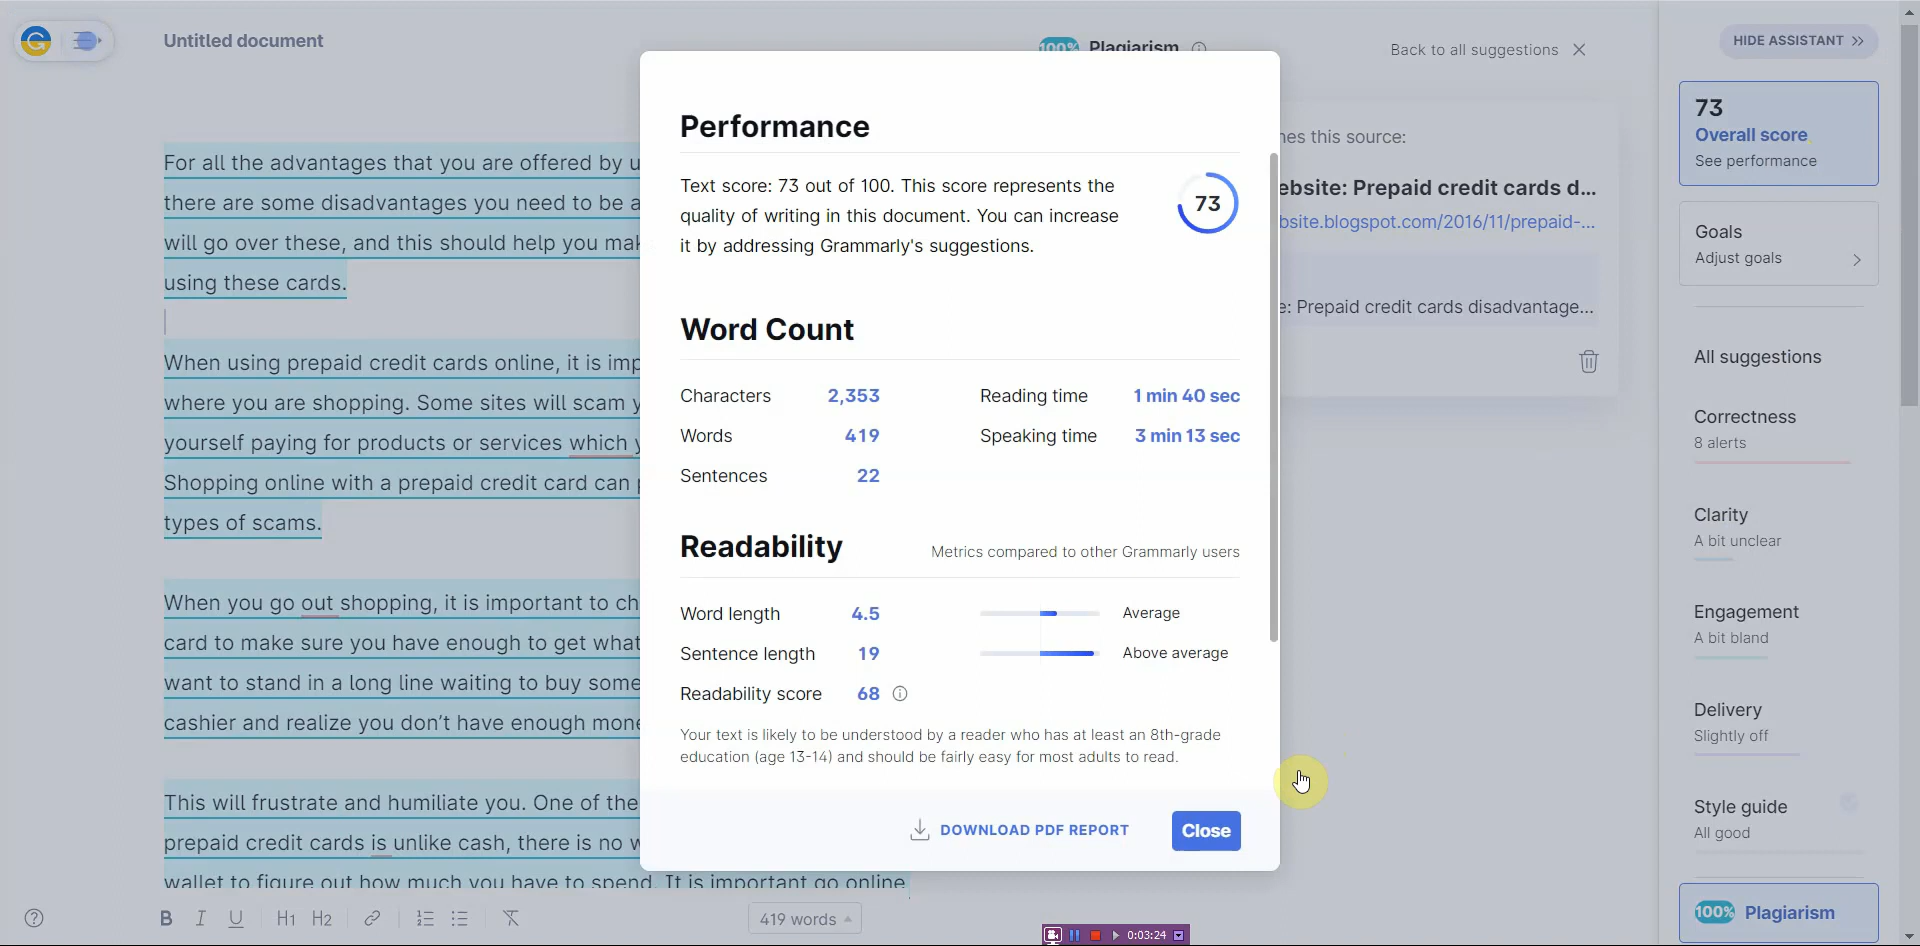 Untitled document
For all the advantages that you are offered by u
there are some disadvantages you need to be a
will go over these, and this should help you mak
using these cards.
When using prepaid credit cards online, it is imp
where you are shopping. Some sites will scam y
yourself paying for products or services which y
Shopping online with a prepaid credit card can p
types of scams.
When you go out shopping, it is important to ch
card to make sure you have enough to get what
want to stand in a long line waiting to buy some
cashier and realize you don't have enough mone
This will frustrate and humiliate you. One of the
prepaid credit cards is unlike cash, there is no w
wallet to figure out how much you have to spend. It is important go online,
B I U H1 H2
419 words
100% Plagiarism
Back to all suggestions
Performance
Text score: 73 out of 100. This score represents the
quality of writing in this document. You can increase
it by addressing Grammarly's suggestions.
73
Word Count
Characters 2,353 Reading time 1 min 40 sec
Words 419 Speaking time 3 min 13 sec
Sentences 22
Readability Metrics compared to other Grammarly users
Word length 4.5 Average
Sentence length 19 Above average
Readability score 68
Your text is likely to be understood by a reader who has at least an 8th-grade
education (age 13-14) and should be fairly easy for most adults to read.
DOWNLOAD PDF REPORT
Close
hes this source:
ebsite: Prepaid credit cards d...
bsite.blogspot.com/2016/11/prepaid-...
e: Prepaid credit cards disadvantage...
HIDE ASSISTANT
73
Overall score
See performance
Goals
Adjust goals
All suggestions
Correctness
8 alerts
Clarity
A bit unclear
Engagement
A bit bland
Delivery
Slightly off
Style guide
All good
100% Plagiarism
0:03:24